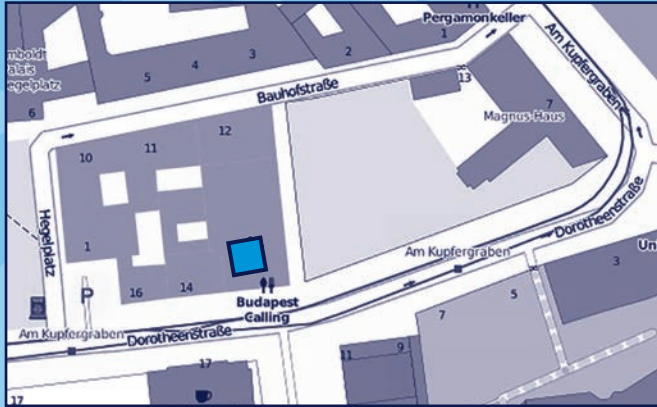 Pergamonkeller
mboldt
alais
egelplatz
6
5
4
3
2
1
13
Bauhofstraße
Am Kupfergraben
Magnus-Haus
7
10
11
12
Hegelplatz
1
16
14
P
Budapest
Calling
Am Kupfergraben
Dorotheenstraße
Am Kupfergraben
Dorotheenstraße
Un
3
5
7
9
11
17
17